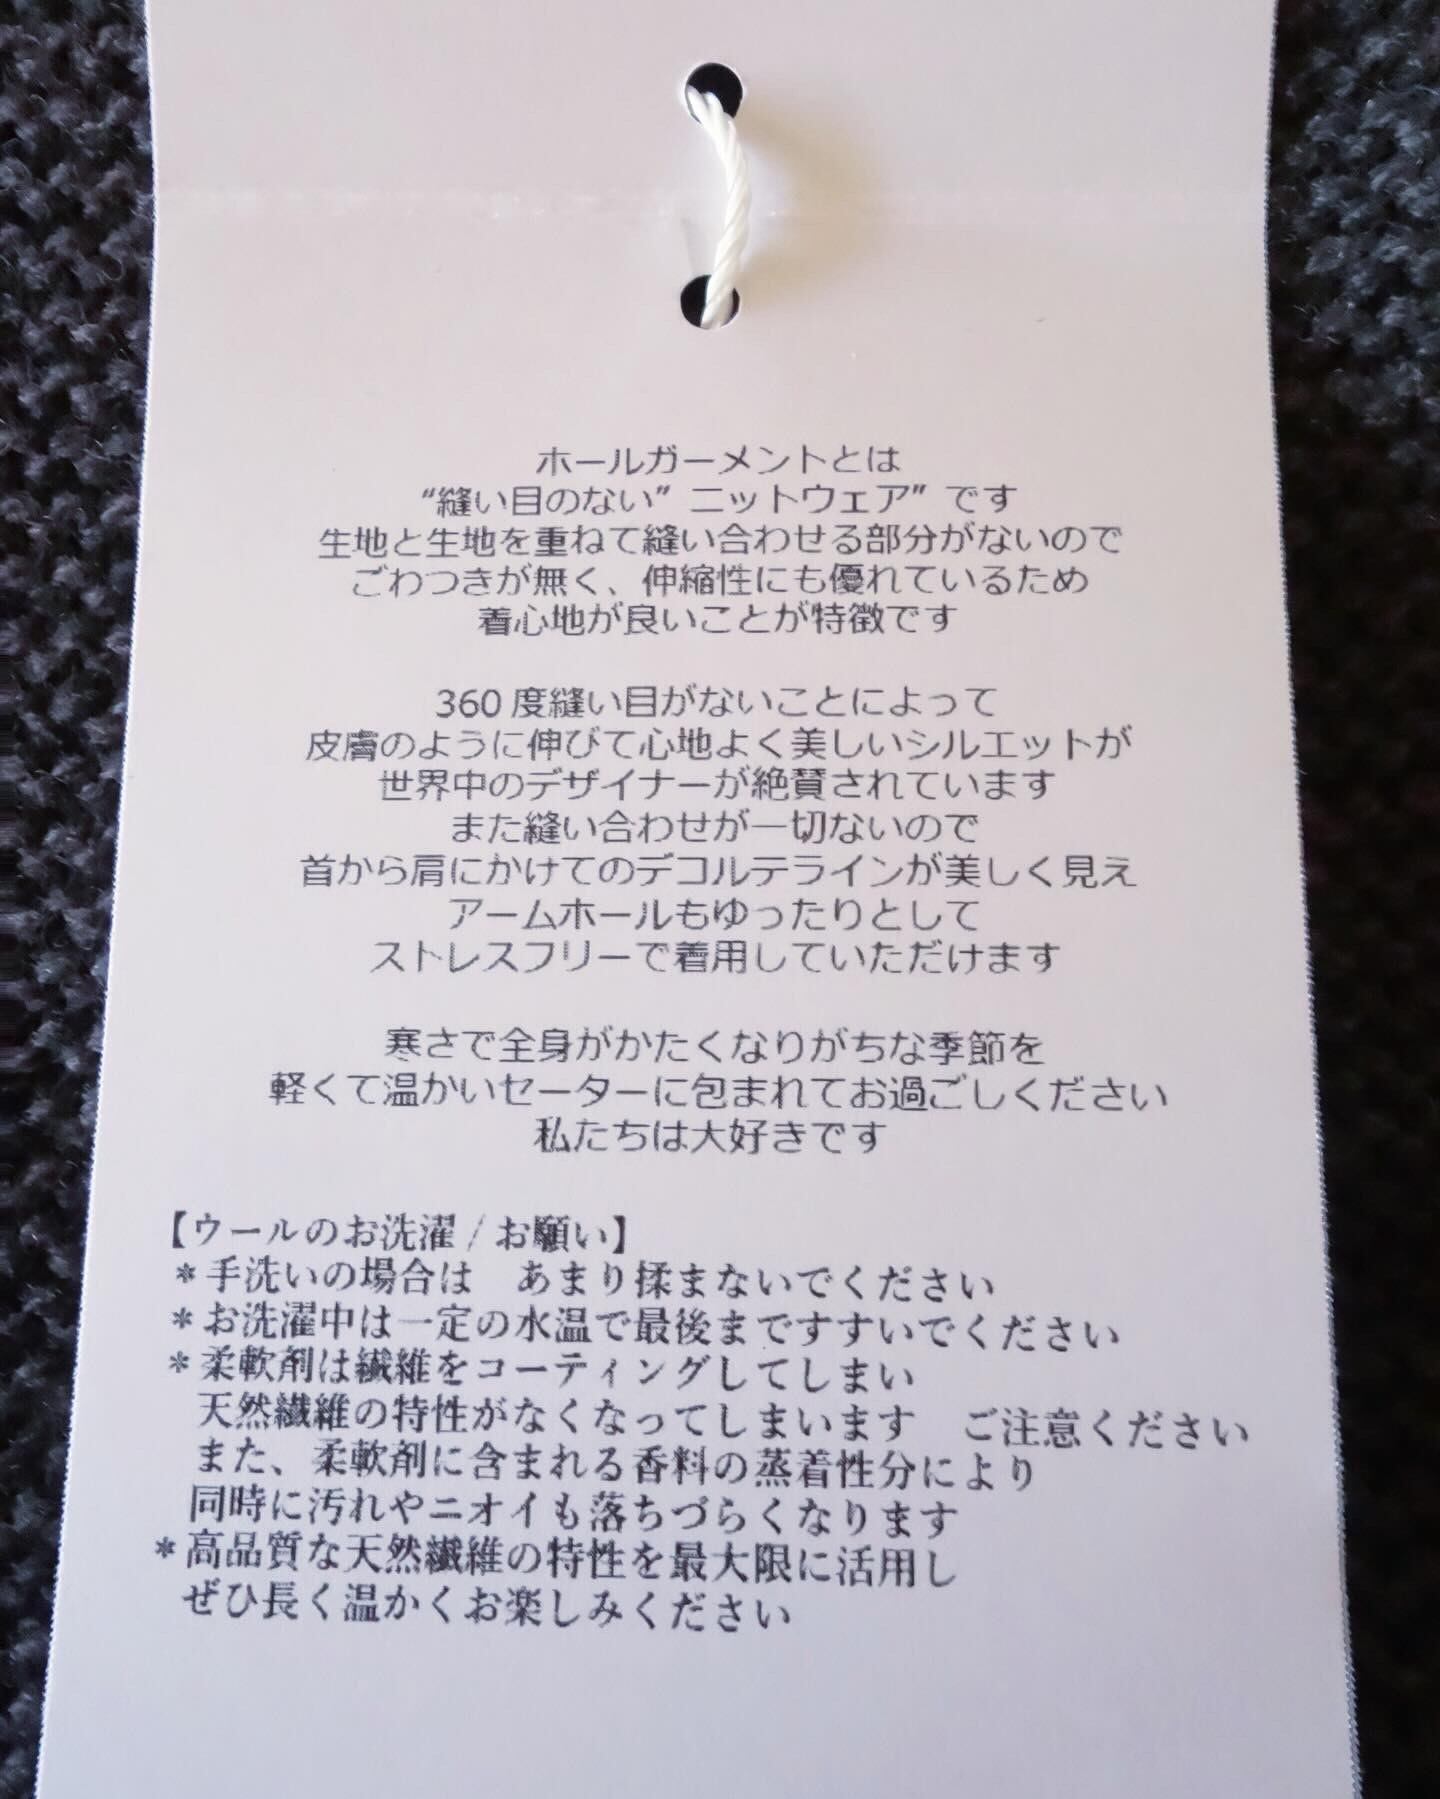 ホールガーメントとは
“縫い目のない” ニットウェア” です
生地と生地を重ねて縫い合わせる部分がないので
ごわつきが無く、伸縮性にも優れているため
着心地が良いことが特徴です
360 度縫い目がないことによって
皮膚のように伸びて心地よく美しいシルエットが
世界中のデザイナーが絶賛されています
また縫い合わせが一切ないので
首から肩にかけてのデコルテラインが美しく見え
アームホールもゆったりとして
ストレスフリーで着用していただけます
寒さで全身がかたくなりがちな季節を
軽くて温かいセーターに包まれてお過ごしください
私たちは大好きです
【ウールのお洗濯 / お願い】
＊手洗いの場合は　あまり揉まないでください
＊お洗濯中は一定の水温で最後まですすいでください
＊柔軟剤は繊維をコーティングしてしまい
天然繊維の特性がなくなってしまいます　ご注意ください
また、柔軟剤に含まれる香料の蒸着性分により
同時に汚れやニオイも落ちづらくなります
＊高品質な天然繊維の特性を最大限に活用し
ぜひ長く温かくお楽しみください